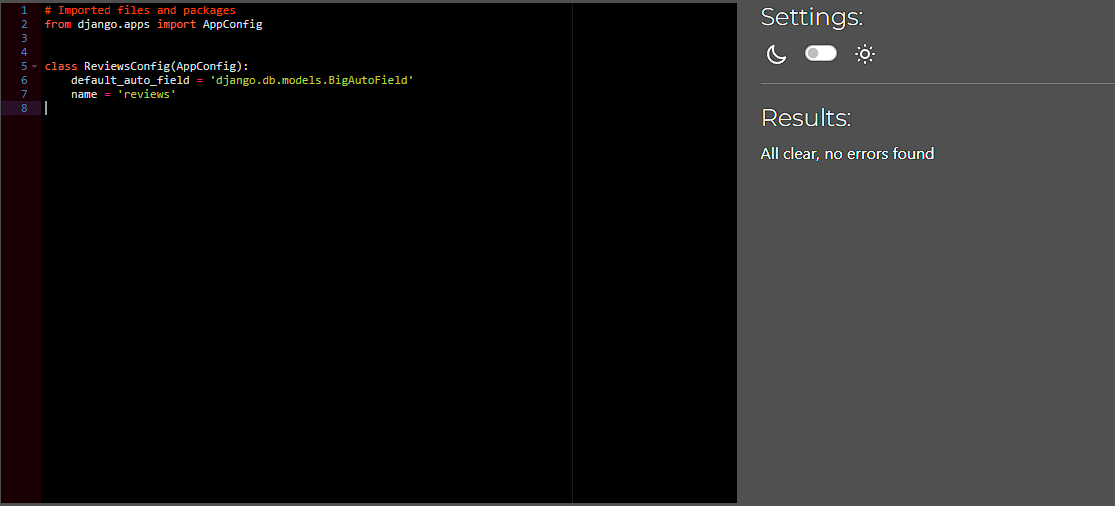 1 # Imported files and packages
2 from django.apps import AppConfig
3
4
5 class ReviewsConfig(AppConfig):
6     default_auto_field = 'django.db.models.BigAutoField'
7     name = 'reviews'
8
Settings:
Results:
All clear, no errors found